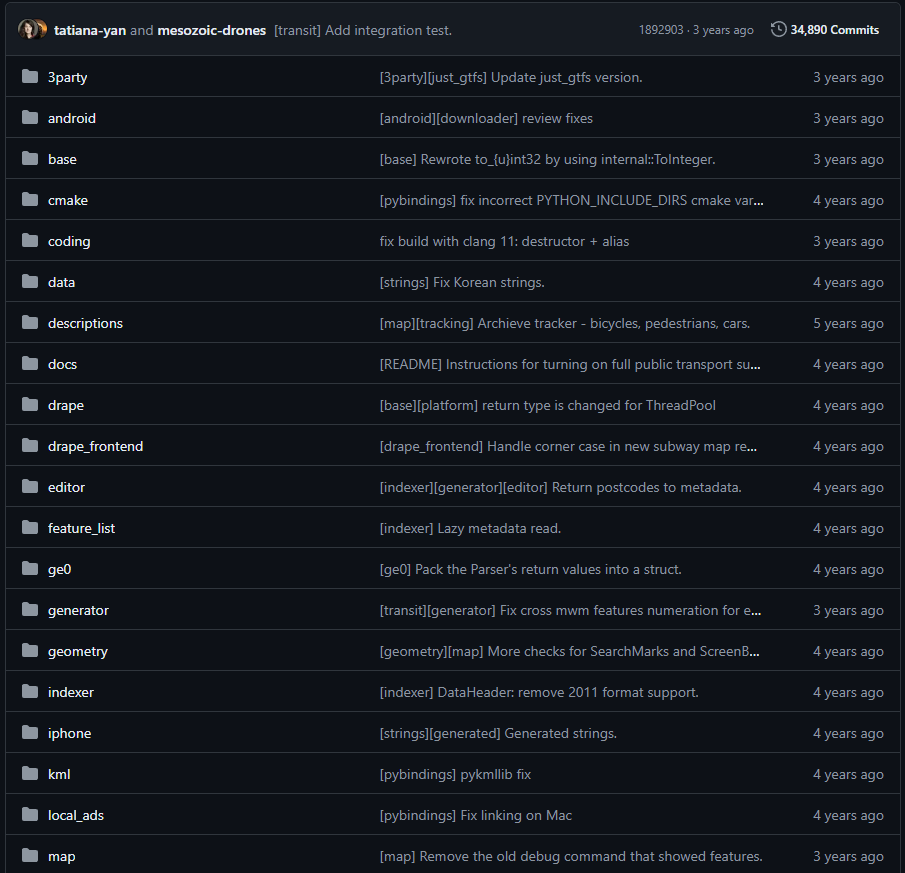 tatiana-yan and mesozoic-drones [transit] Add integration test. 1892903 · 3 years ago 34,890 Commits
3party [3party][just_gtfs] Update just_gtfs version. 3 years ago
android [android][downloader] review fixes 3 years ago
base [base] Rewrote to_{u}int32 by using internal::ToInteger. 3 years ago
cmake [pybindings] fix incorrect PYTHON_INCLUDE_DIRS cmake var... 4 years ago
coding fix build with clang 11: destructor + alias 3 years ago
data [strings] Fix Korean strings. 4 years ago
descriptions [map][tracking] Archieve tracker - bicycles, pedestrians, cars. 5 years ago
docs [README] Instructions for turning on full public transport su... 4 years ago
drape [base][platform] return type is changed for ThreadPool 4 years ago
drape_frontend [drape_frontend] Handle corner case in new subway map re... 4 years ago
editor [indexer][generator][editor] Return postcodes to metadata. 4 years ago
feature_list [indexer] Lazy metadata read. 4 years ago
ge0 [ge0] Pack the Parser's return values into a struct. 4 years ago
generator [transit][generator] Fix cross mwm features numeration for e... 3 years ago
geometry [geometry][map] More checks for SearchMarks and ScreenB... 4 years ago
indexer [indexer] DataHeader: remove 2011 format support. 4 years ago
iphone [strings][generated] Generated strings. 4 years ago
kml [pybindings] pykmllib fix 4 years ago
local_ads [pybindings] Fix linking on Mac 4 years ago
map [map] Remove the old debug command that showed features. 3 years ago